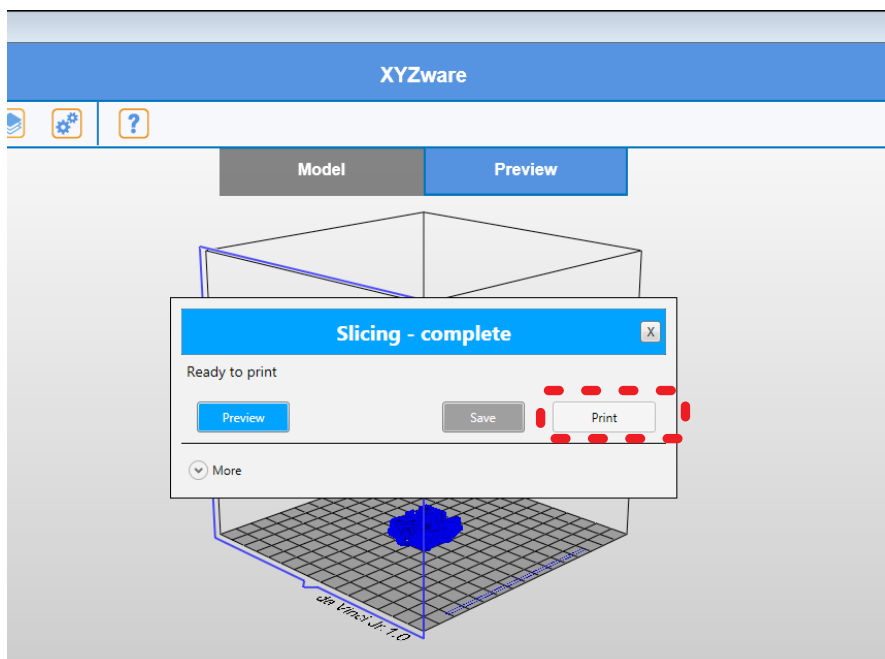 XYZware
?
Model Preview
Slicing - complete X
Ready to print
Preview Save Print
More
da Vinci Jr. 1.0